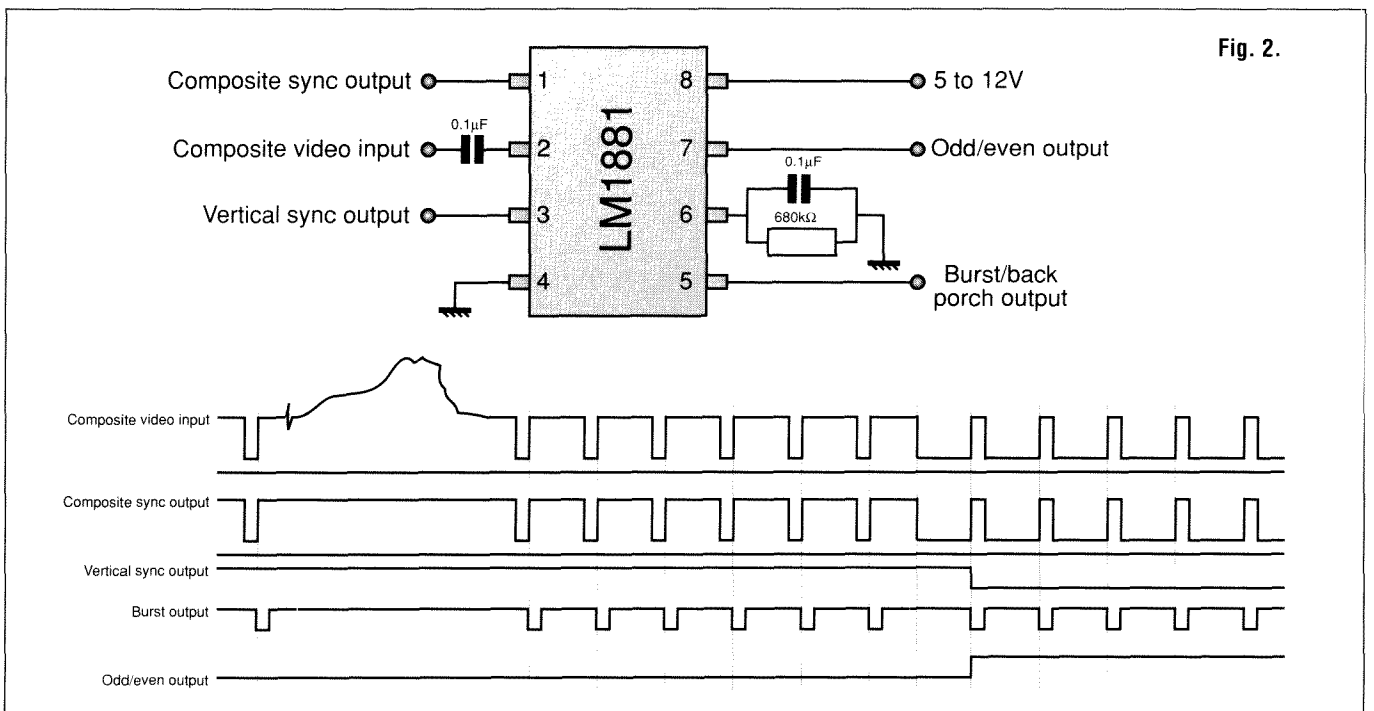 Fig. 2.
Composite sync output
1
8
5 to 12V
0.1µF
Composite video input
2
7
Odd/even output
LM1881
0.1µF
Vertical sync output
3
6
680kΩ
4
5
Burst/back
porch output
Composite video input
Composite sync output
Vertical sync output
Burst output
Odd/even output